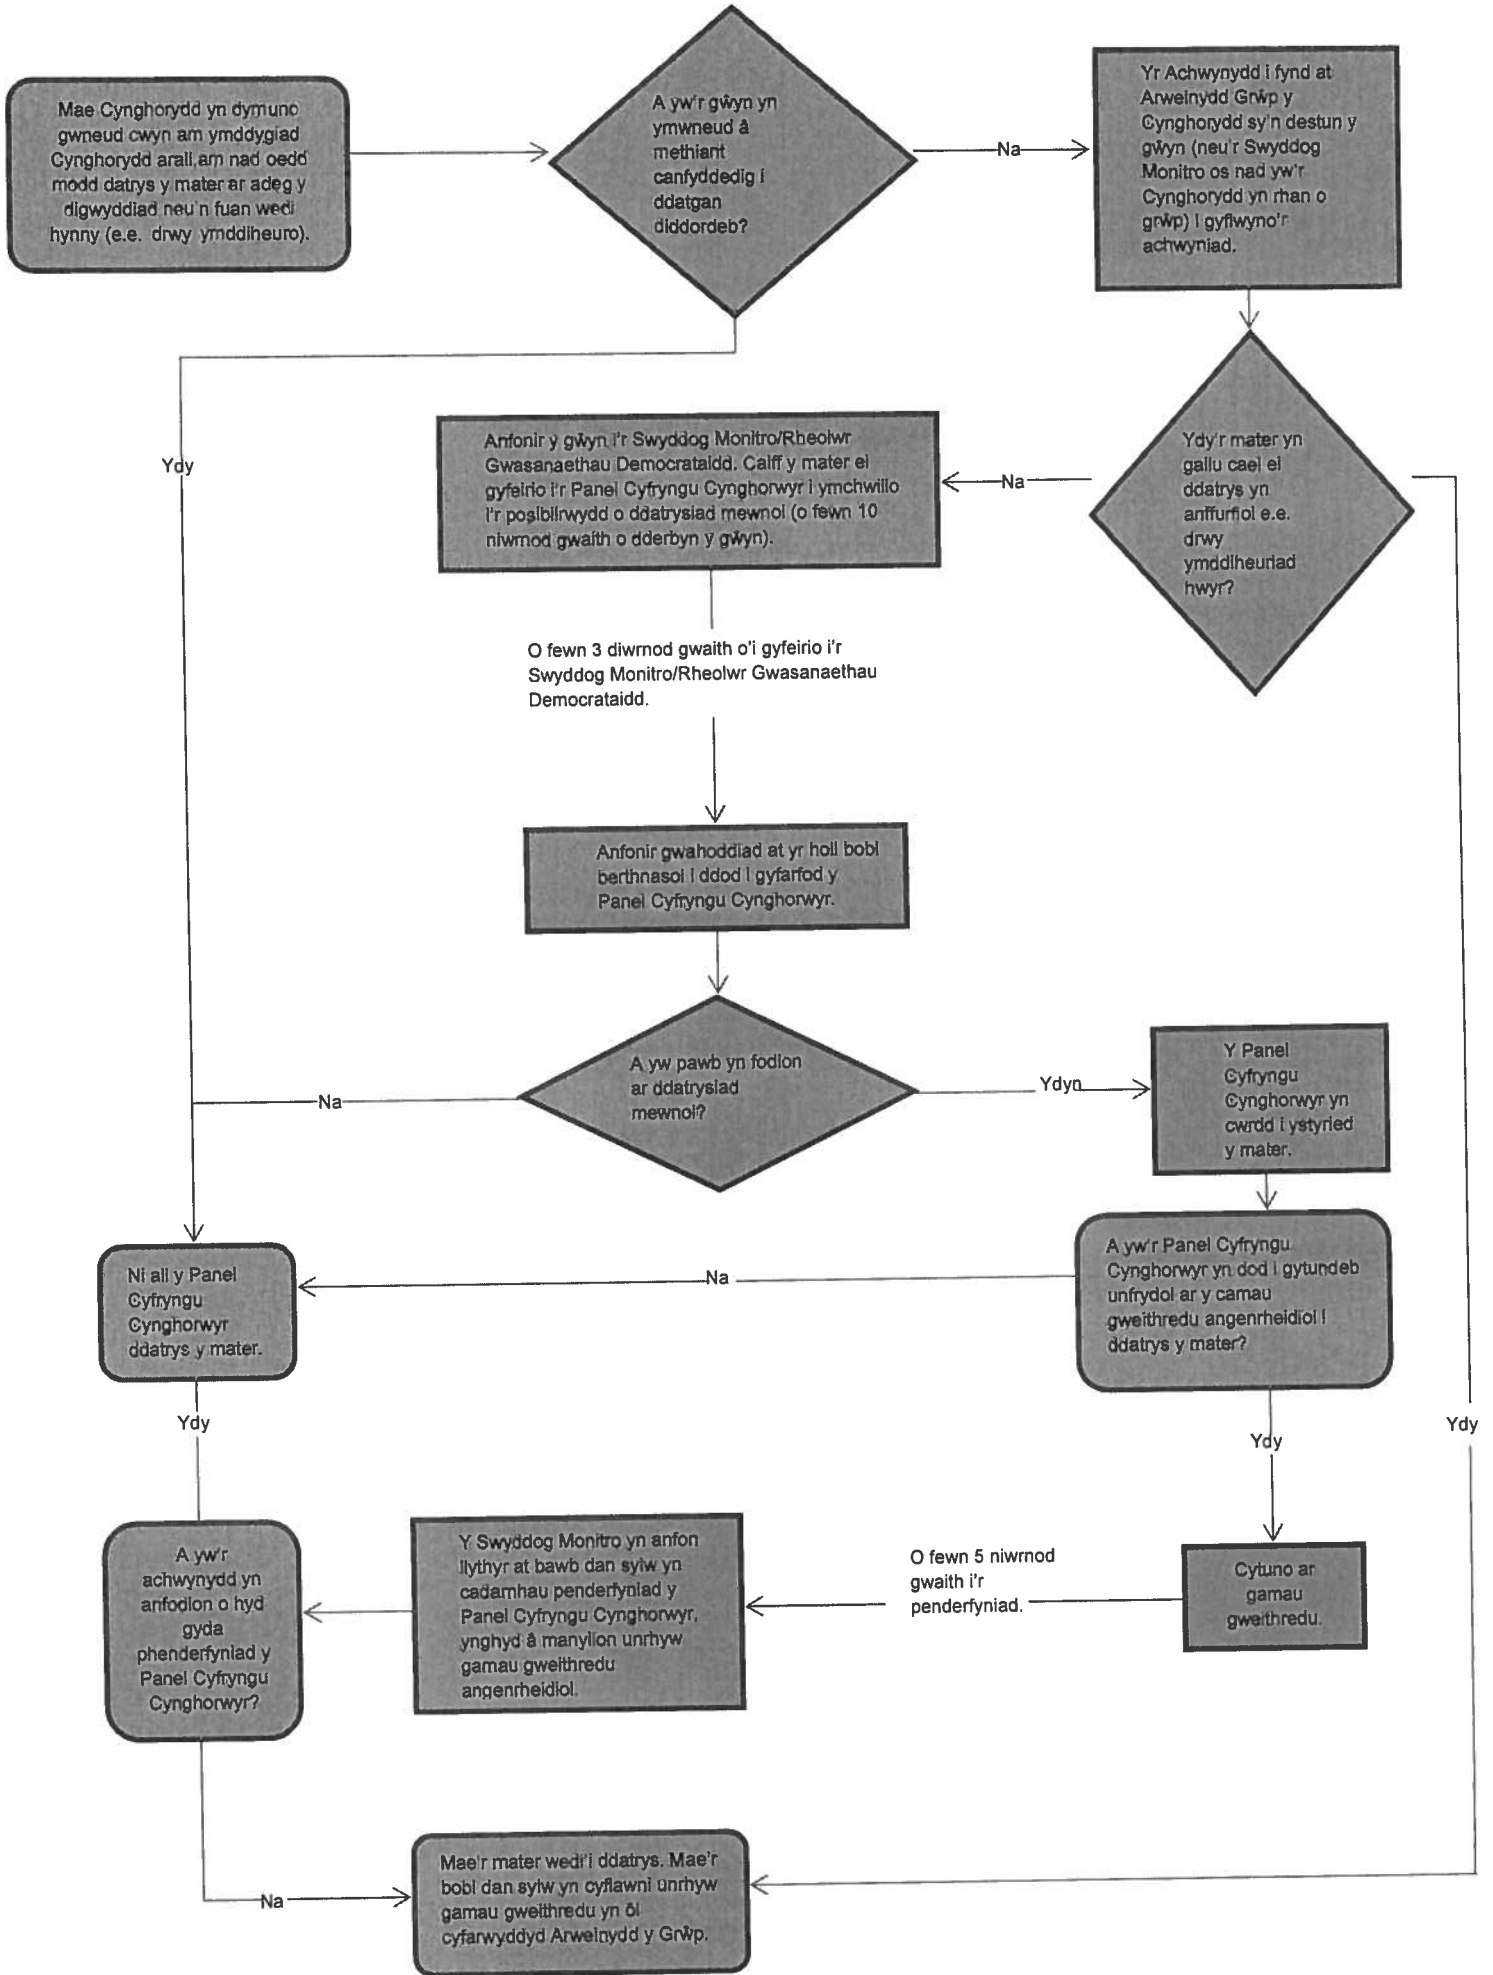 Mae Cynghorydd yn dymuno
gwneud cwyn am ymddygiad
Cynghorydd arall am nad oedd
modd datrys y mater ar adeg y
digwyddiad neu'n fuan wedi
hynny (e.e. drwy ymddiheuro).
A yw'r gŵyn yn
ymwneud â
methiant
canfyddedig i
ddatgan
diddordeb?
Na
Yr Achwynydd i fynd at
Arweinydd Grŵp y
Cynghorydd sy'n destun y
gŵyn (neu'r Swyddog
Monitro os nad yw'r
Cynghorydd yn rhan o
grŵp) i gyflwyno'r
achwyniad.
Ydy
Anfonir y gŵyn i'r Swyddog Monitro/Rheolwr
Gwasanaethau Democrataidd. Caiff y mater ei
gyfeirio i'r Panel Cyfryngu Cynghorwyr i ymchwilio
i'r posibilrwydd o ddatrysiad mewnol (o fewn 10
niwrnod gwaith o dderbyn y gŵyn).
Na
Ydy'r mater yn
gallu cael ei
ddatrys yn
anffurfiol e.e.
drwy
ymddiheuriad
hwyr?
O fewn 3 diwrnod gwaith o'i gyfeirio i'r
Swyddog Monitro/Rheolwr Gwasanaethau
Democrataidd.
Anfonir gwahoddiad at yr holl bobl
berthnasol i ddod i gyfarfod y
Panel Cyfryngu Cynghorwyr.
A yw pawb yn fodlon
ar ddatrysiad
mewnol?
Na
Ydyn
Y Panel
Cyfryngu
Cynghorwyr yn
cwrdd i ystyried
y mater.
Ni all y Panel
Cyfryngu
Cynghorwyr
ddatrys y mater.
Na
A yw'r Panel Cyfryngu
Cynghorwyr yn dod i gytundeb
unfrydol ar y camau
gweithredu angenrheidiol i
ddatrys y mater?
Ydy
Ydy
Ydy
A yw'r
achwynydd yn
anfodlon o hyd
gyda
phenderfyniad y
Panel Cyfryngu
Cynghorwyr?
Y Swyddog Monitro yn anfon
llythyr at bawb dan sylw yn
cadarnhau penderfyniad y
Panel Cyfryngu Cynghorwyr,
ynghyd â manylion unrhyw
gamau gweithredu
angenrheidiol.
O fewn 5 niwrnod
gwaith i'r
penderfyniad.
Cytuno ar
gamau
gweithredu.
Na
Mae'r mater wedi'i ddatrys. Mae'r
bobl dan sylw yn cyflawni unrhyw
gamau gweithredu yn ôl
cyfarwyddyd Arweinydd y Grŵp.